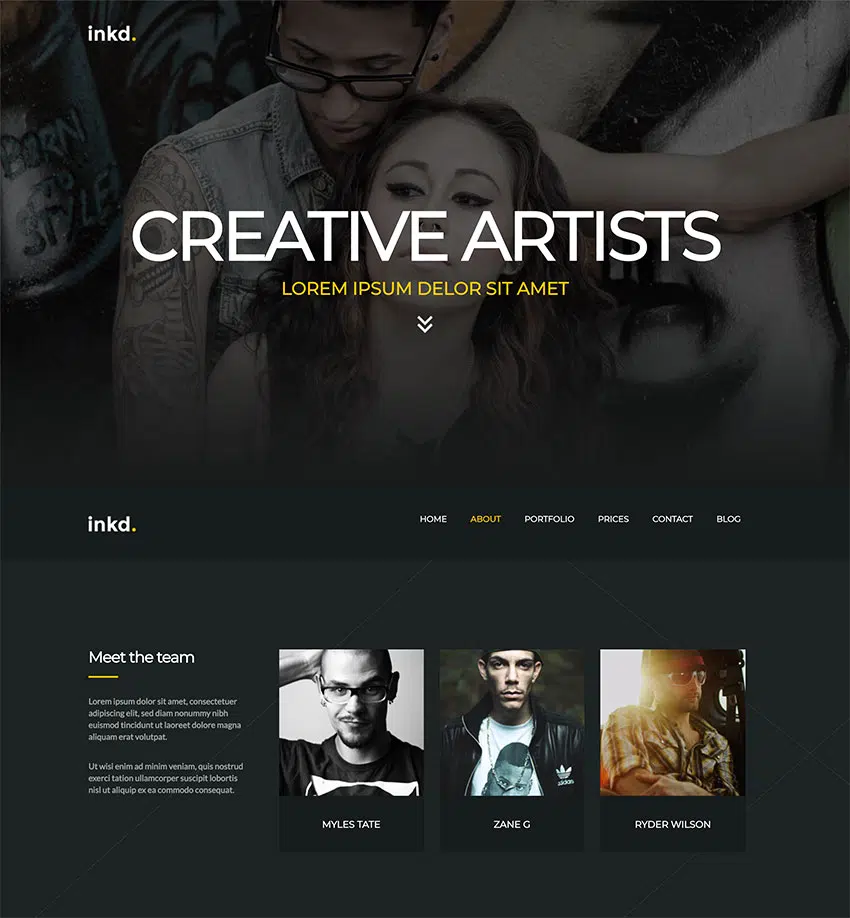 inkd.
BORN
TO
STYLE
CREATIVE ARTISTS
LOREM IPSUM DELOR SIT AMET
inkd.
HOME ABOUT PORTFOLIO PRICES CONTACT BLOG
Meet the team
Lorem ipsum dolor sit amet, consectetuer
adipiscing elit, sed diam nonummy nibh
euismod tincidunt ut laoreet dolore magna
aliquam erat volutpat.
Ut wisi enim ad minim veniam, quis nostrud
exerci tation ullamcorper suscipit lobortis
nisl ut aliquip ex ea commodo consequat.
adidas
MYLES TATE
ZANE G
RYDER WILSON